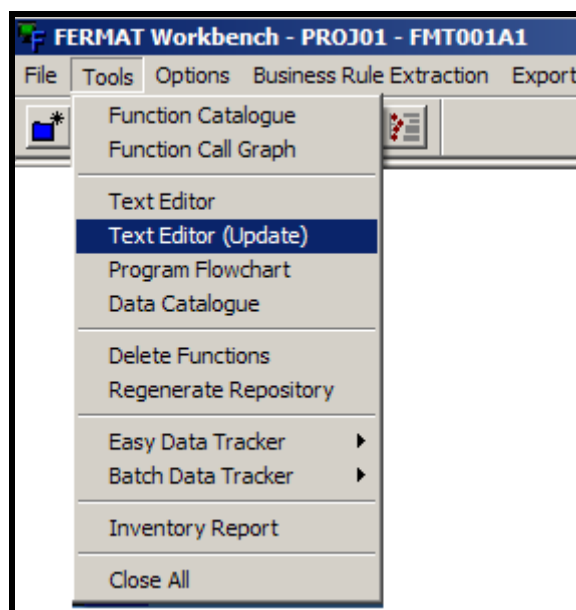 FERMAT Workbench - PROJ01 - FMT001A1
File Tools Options Business Rule Extraction Export
Function Catalogue
Function Call Graph
Text Editor
Text Editor (Update)
Program Flowchart
Data Catalogue
Delete Functions
Regenerate Repository
Easy Data Tracker
Batch Data Tracker
Inventory Report
Close All